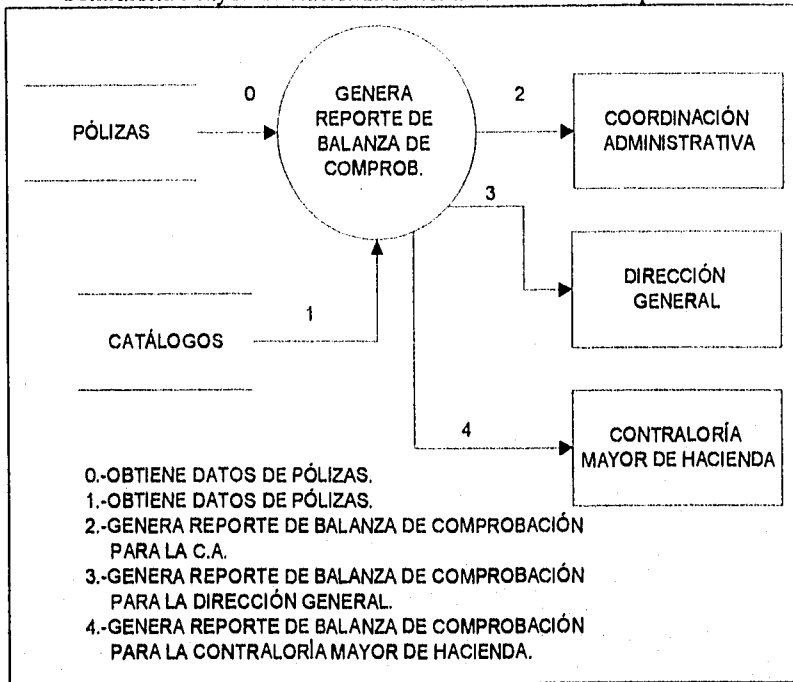 0
GENERA
REPORTE DE
BALANZA DE
COMPROB.
2
COORDINACIÓN
ADMINISTRATIVA
PÓLIZAS
3
DIRECCIÓN
GENERAL
1
CATÁLOGOS
4
CONTRALORÍA
MAYOR DE HACIENDA
0.-OBTIENE DATOS DE PÓLIZAS.
1.-OBTIENE DATOS DE PÓLIZAS.
2.-GENERA REPORTE DE BALANZA DE COMPROBACIÓN
PARA LA C.A.
3.-GENERA REPORTE DE BALANZA DE COMPROBACIÓN
PARA LA DIRECCIÓN GENERAL.
4.-GENERA REPORTE DE BALANZA DE COMPROBACIÓN
PARA LA CONTRALORÍA MAYOR DE HACIENDA.